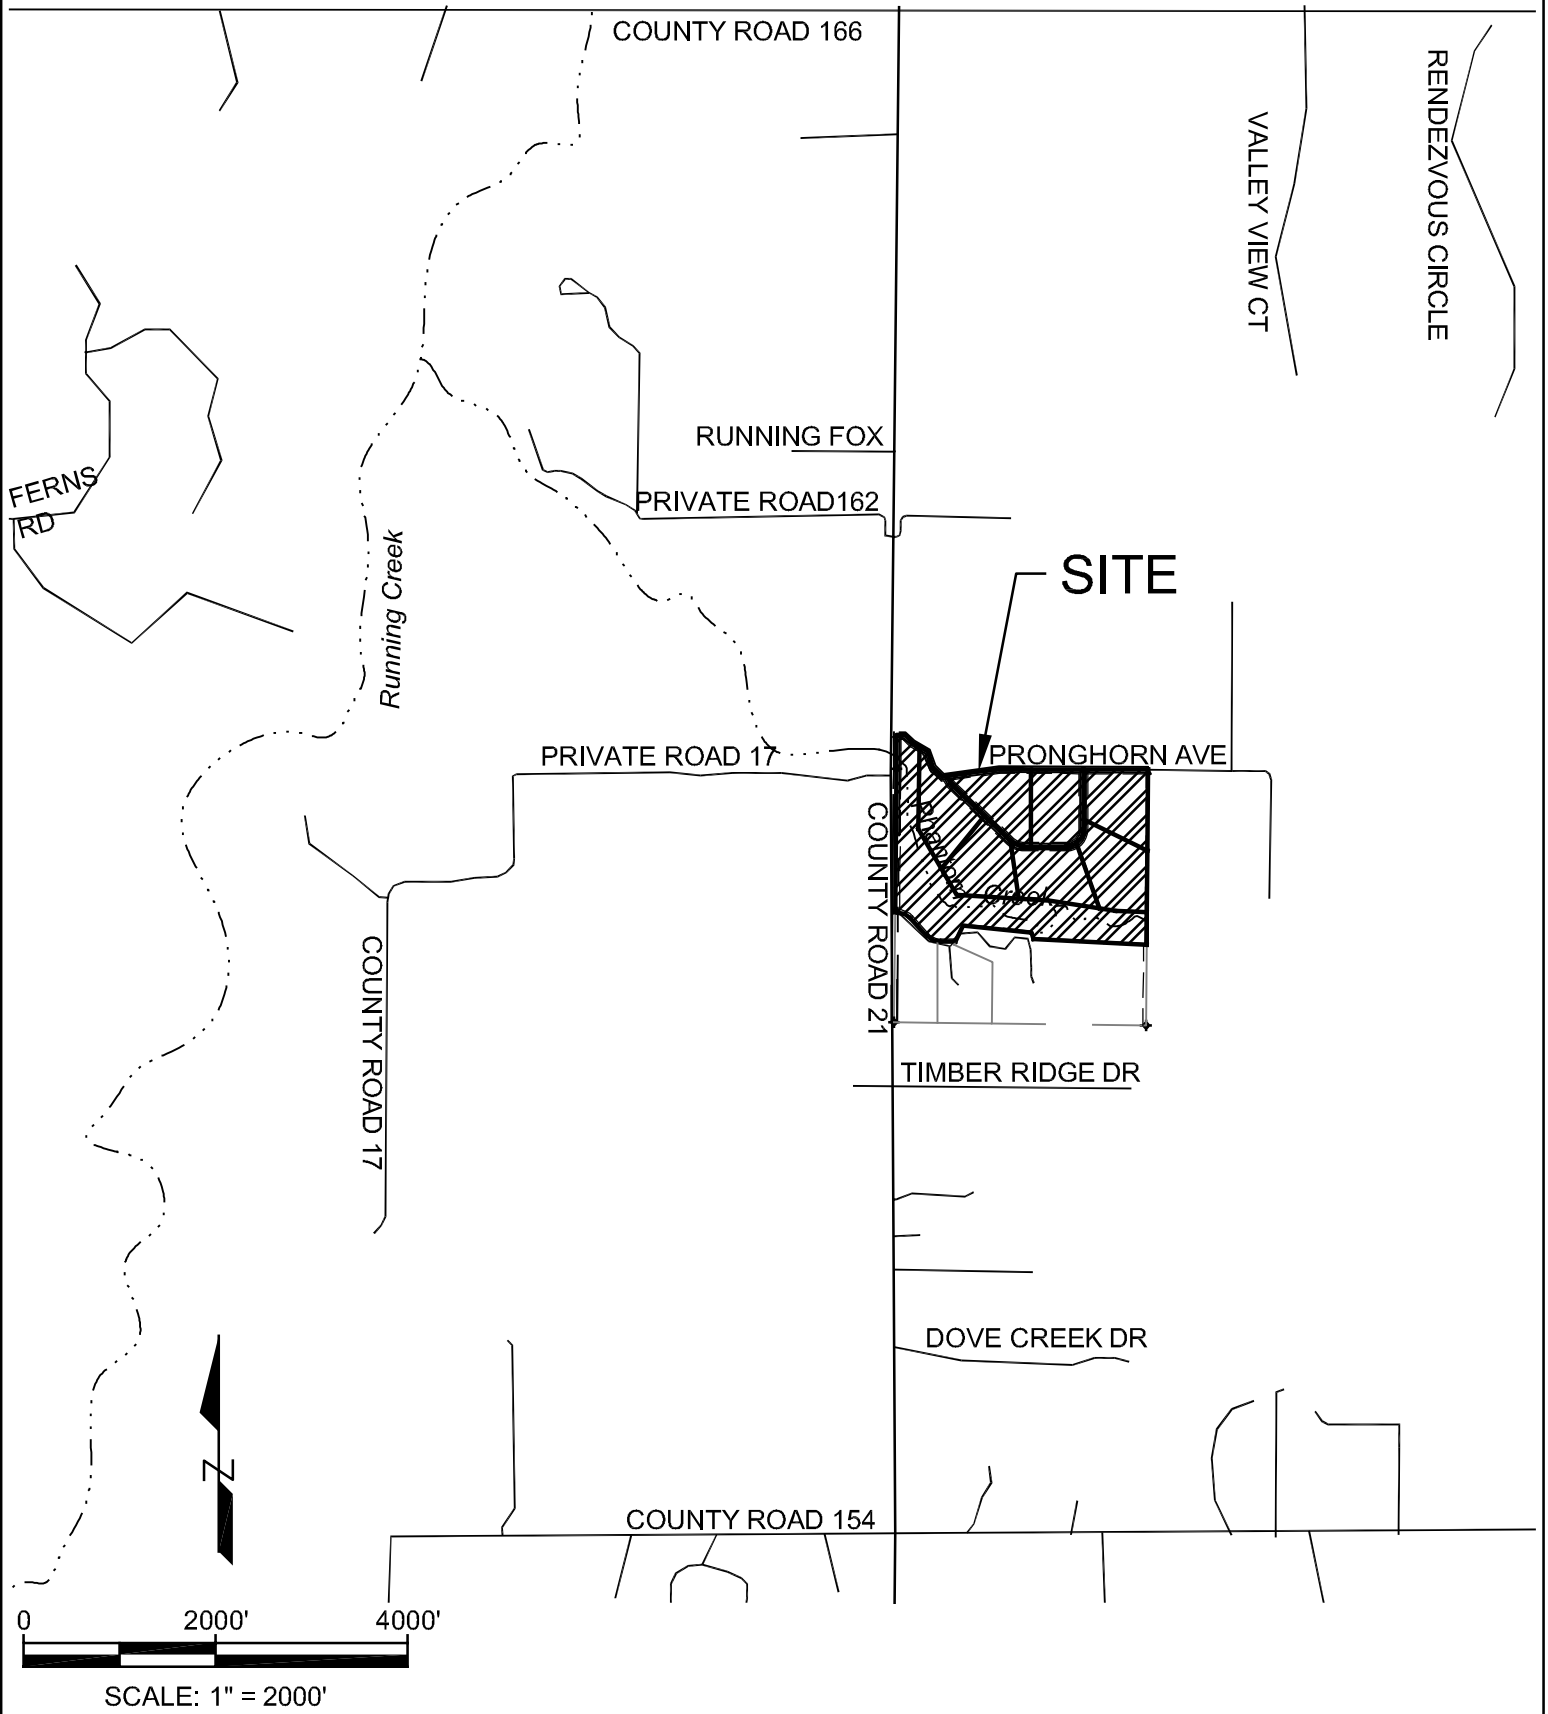 COUNTY ROAD 166
RENDEZVOUS CIRCLE
VALLEY VIEW CT
RUNNING FOX
FERNS
RD
PRIVATE ROAD162
Running Creek
SITE
PRIVATE ROAD 17
PRONGHORN AVE
COUNTY ROAD 21
Phantom Creek
COUNTY ROAD 17
TIMBER RIDGE DR
DOVE CREEK DR
N
COUNTY ROAD 154
0 2000' 4000'
SCALE: 1" = 2000'